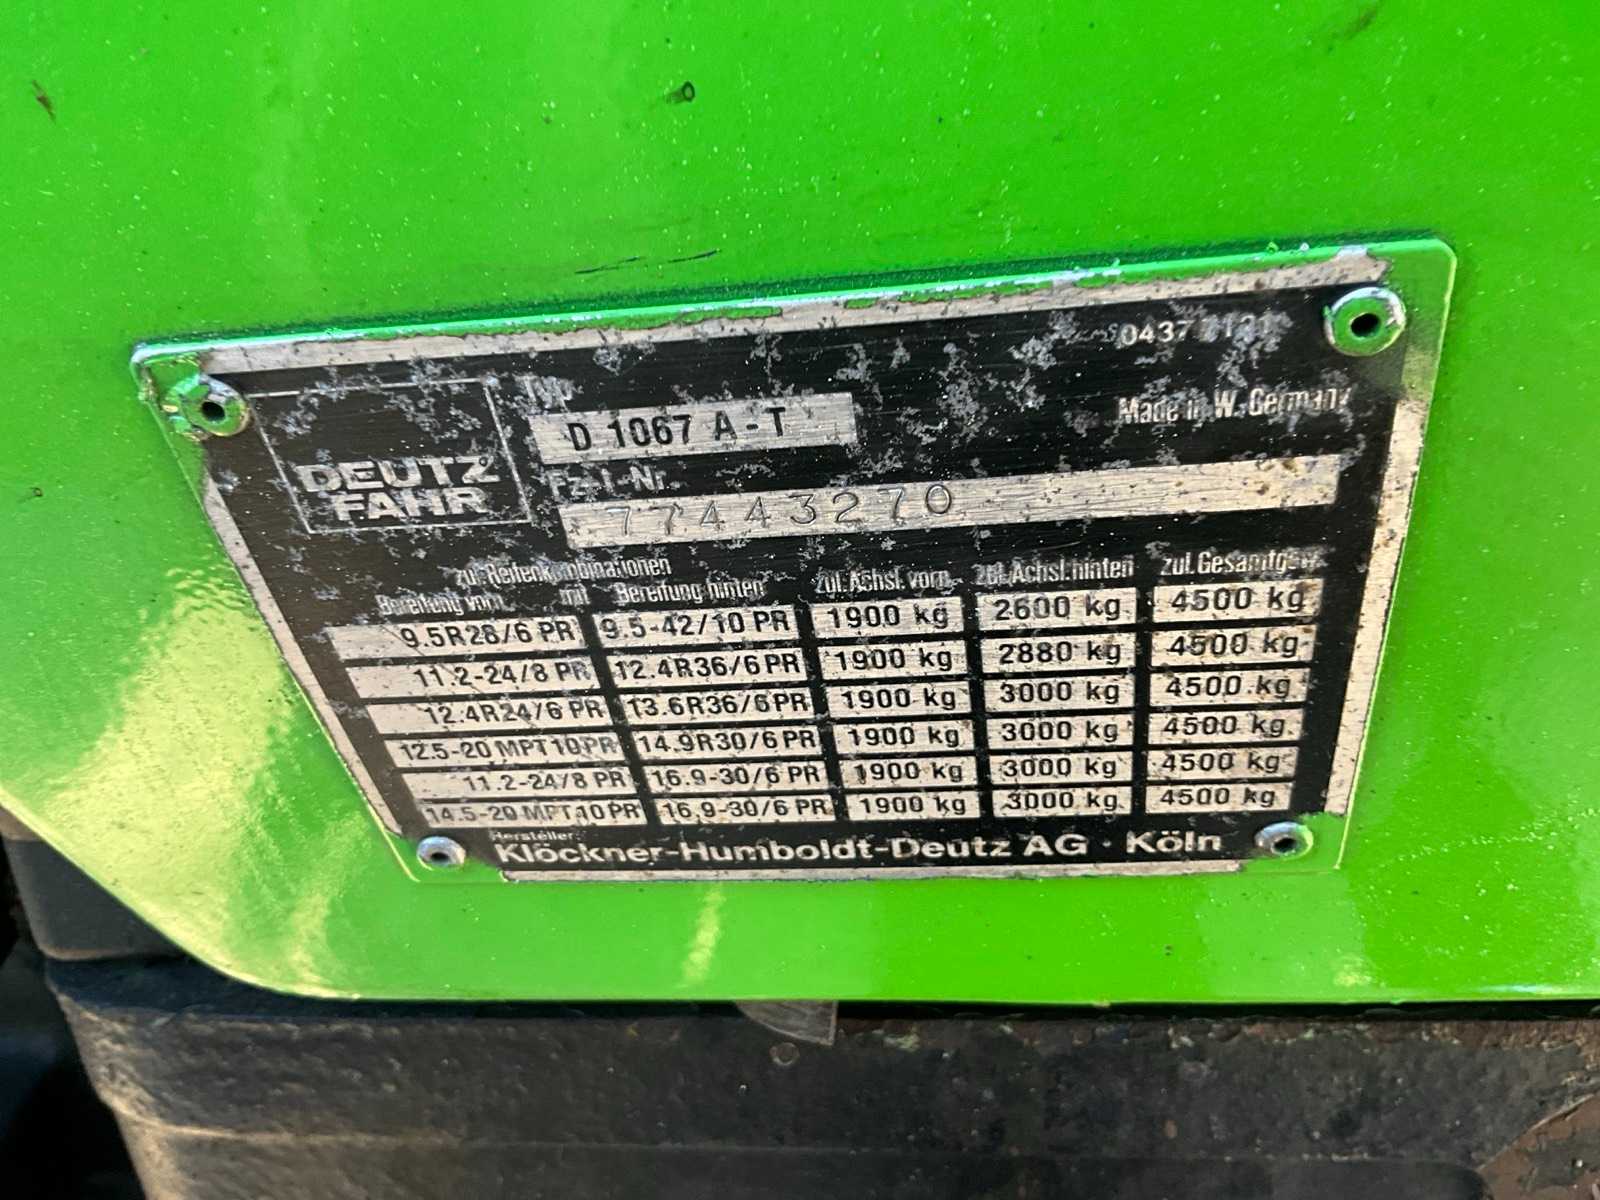 0437
Made in W. Germany
Typ
D 1067 A-T
DEUTZ
FAHR
Fz-I-Nr.
77443270
zul. Reifenkombinationen
Bereifung vorn mit Bereifung hinten zul. Achsl. vorn zul. Achsl. hinten zul. Gesamtgew.
9.5R28/6 PR 9.5-42/10 PR 1900 kg 2600 kg 4500 kg
11.2-24/8 PR 12.4R36/6 PR 1900 kg 2880 kg 4500 kg
12.4R24/6 PR 13.6R36/6 PR 1900 kg 3000 kg 4500 kg
12.5-20 MPT 10 PR 14.9R30/6 PR 1900 kg 3000 kg 4500 kg
11.2-24/8 PR 16.9-30/6 PR 1900 kg 3000 kg 4500 kg
14.5-20 MPT 10 PR 16.9-30/6 PR 1900 kg 3000 kg 4500 kg
Hersteller:
Klöckner-Humboldt-Deutz AG · Köln